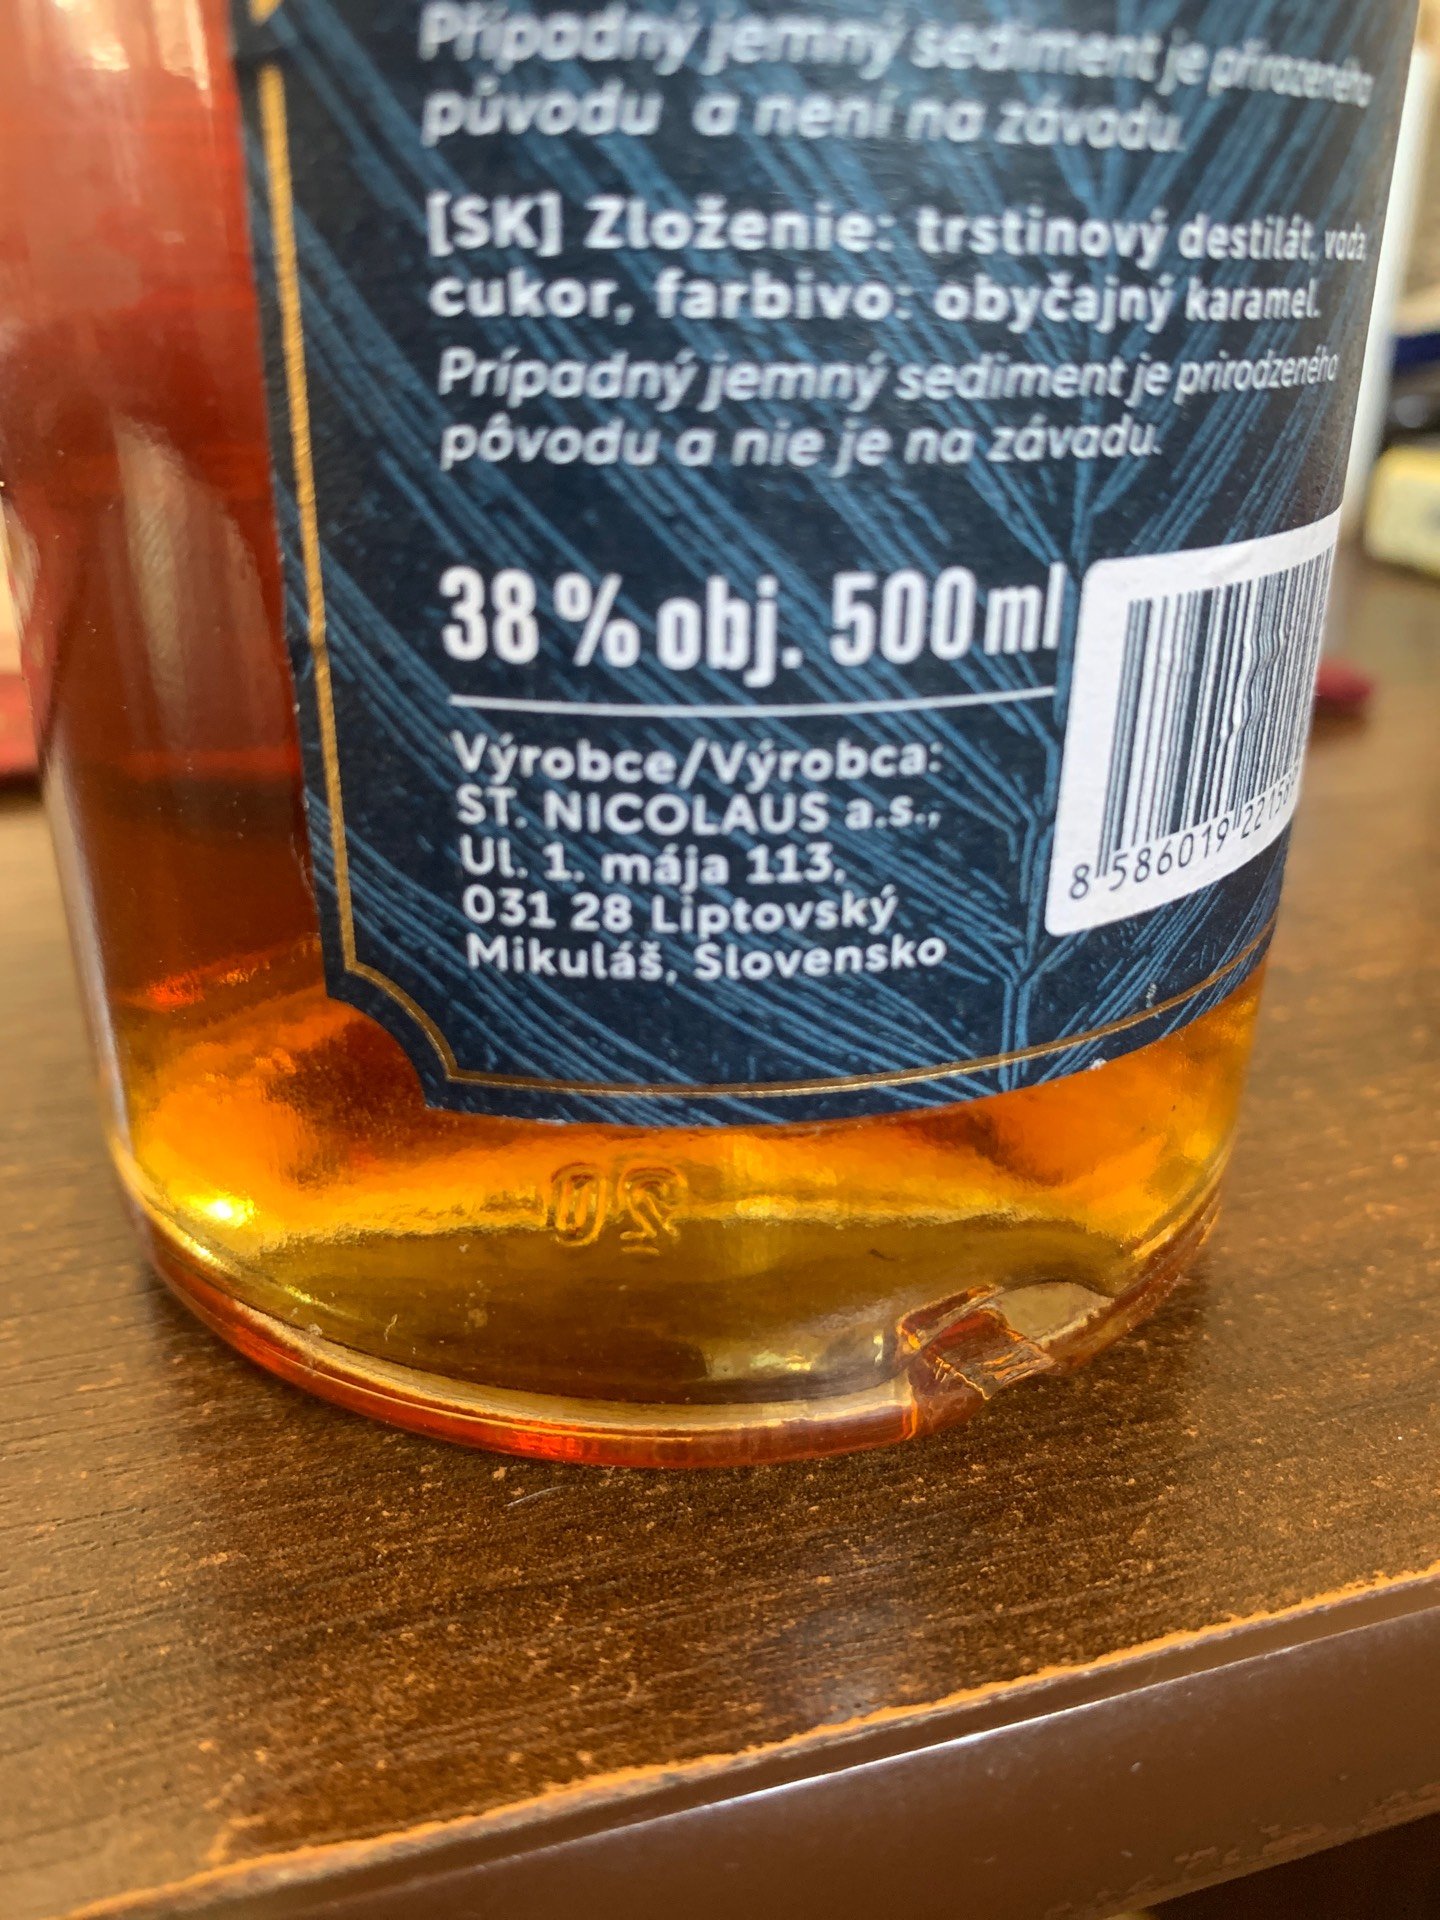 Případný jemný sediment je přirozeného
původu a není na závadu.
[SK] Zloženie: trstinový destilát, voda,
cukor, farbivo: obyčajný karamel.
Prípadný jemný sediment je prirodzeného
pôvodu a nie je na závadu.
38 % obj. 500 ml
Výrobce/Výrobca:
ST. NICOLAUS a.s.,
Ul. 1. mája 113,
031 28 Liptovský
Mikuláš, Slovensko
8 586019